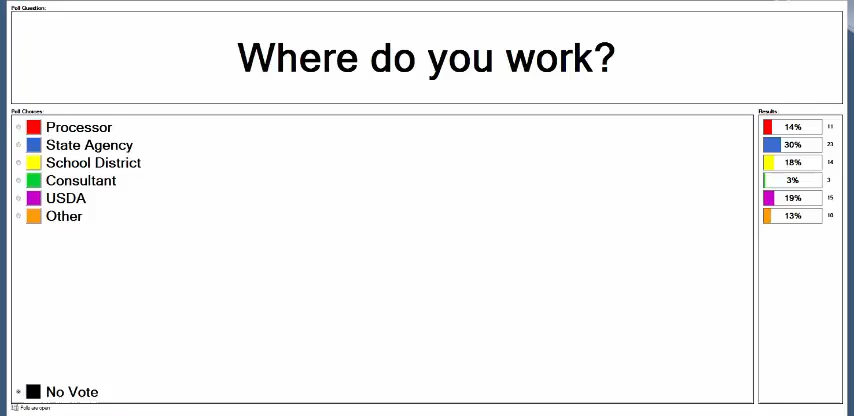 Poll Question:
Where do you work?
Poll Choices:
Results:
Processor 14% 11
State Agency 30% 23
School District 18% 14
Consultant 3% 3
USDA 19% 15
Other 13% 10
No Vote
Polls are open